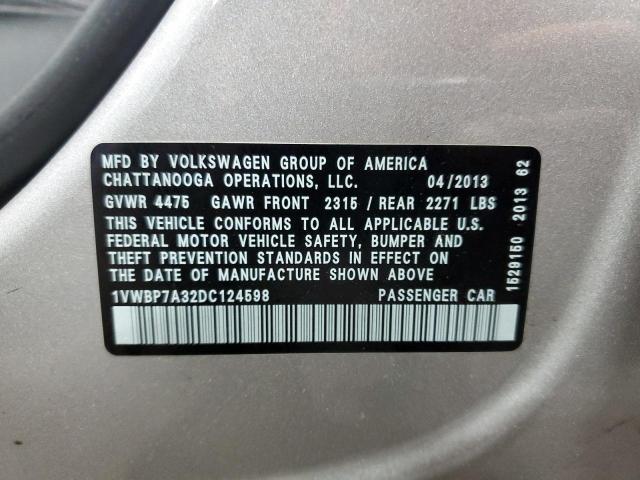 MFD BY VOLKSWAGEN GROUP OF AMERICA
CHATTANOOGA OPERATIONS, LLC. 04/2013
GVWR 4475 GAWR FRONT 2315 / REAR 2271 LBS
THIS VEHICLE CONFORMS TO ALL APPLICABLE U.S.
FEDERAL MOTOR VEHICLE SAFETY, BUMPER AND
THEFT PREVENTION STANDARDS IN EFFECT ON
THE DATE OF MANUFACTURE SHOWN ABOVE
1VWBP7A32DC124598 PASSENGER CAR
1529150 2013 62